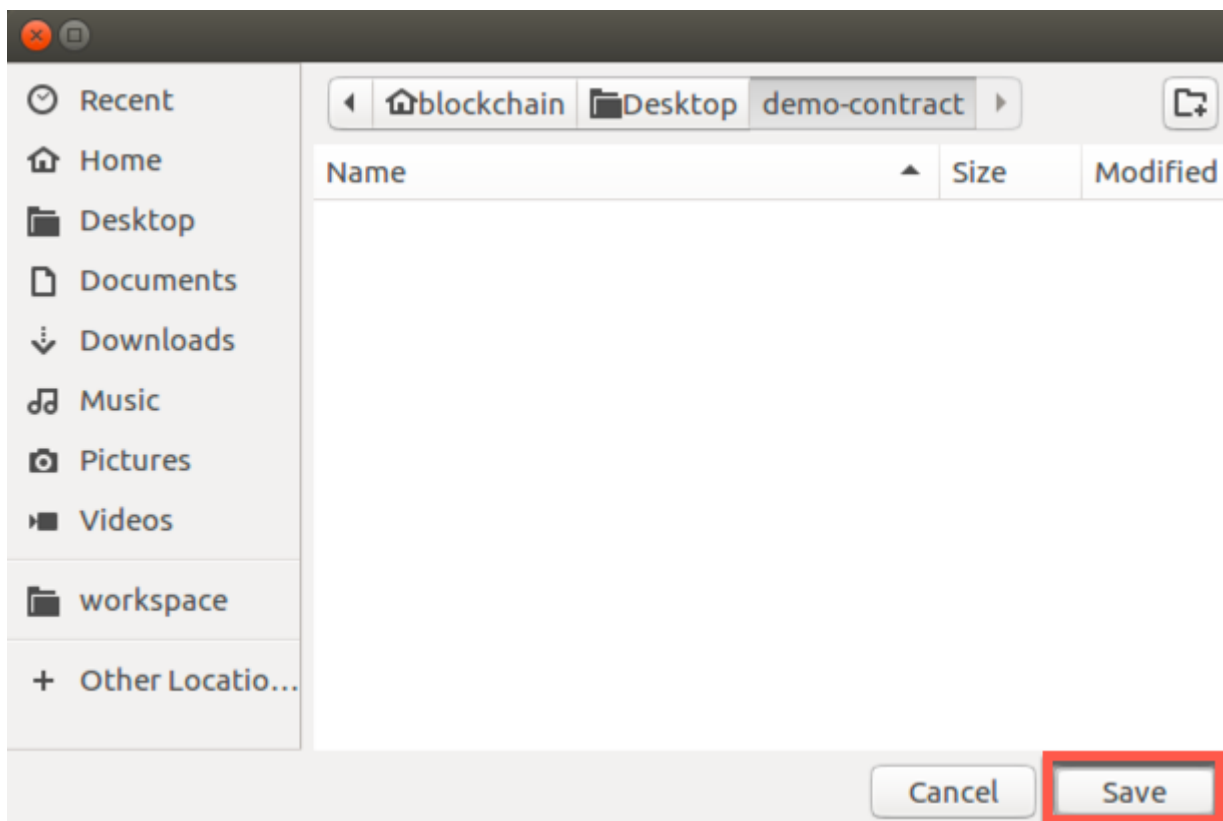 Recent
Home
Desktop
Documents
Downloads
Music
Pictures
Videos
workspace
+ Other Locatio...
blockchain Desktop demo-contract
Name Size Modified
Cancel Save